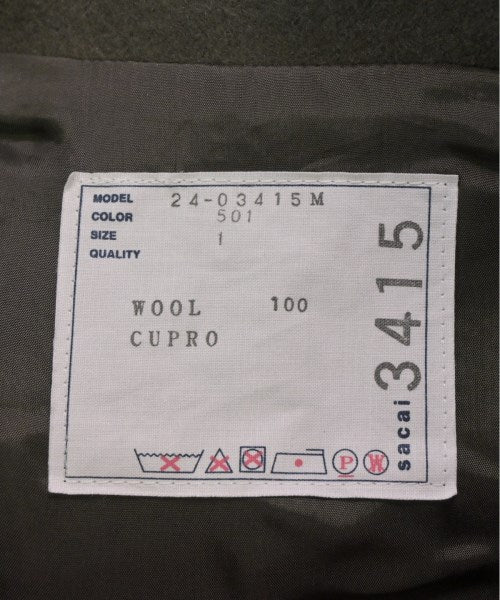 MODEL 24-03415M
COLOR 501
SIZE 1
QUALITY
WOOL 100
CUPRO
P W
sacai 3415